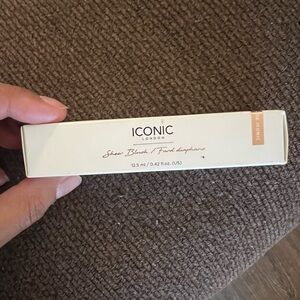 ICONIC
LONDON
Sheer Blush / Fard diaphane
12.5 ml / 0.42 fl.oz. (US)